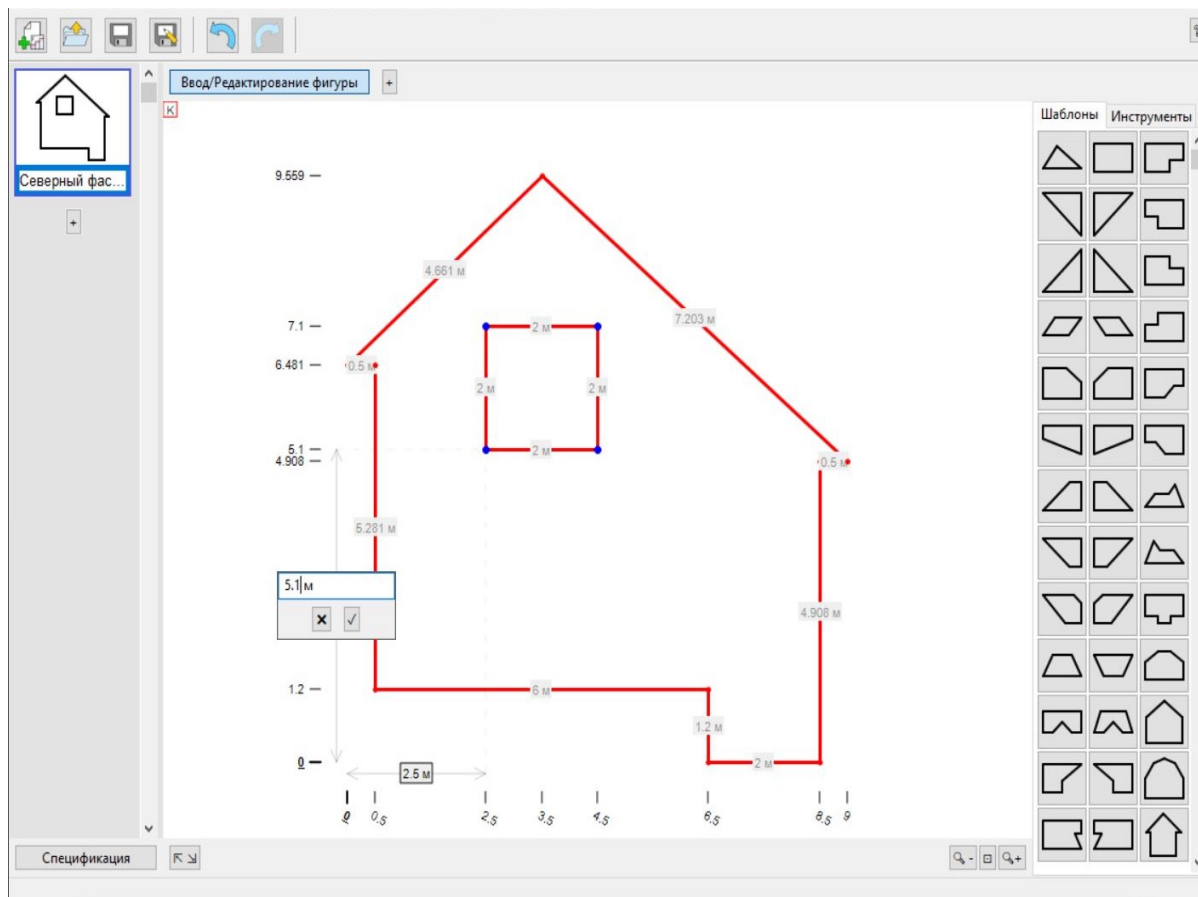 Ввод/Редактирование фигуры
+
K
Шаблоны
Инструменты
Северный фас...
+
9.559
4.661 м
7.203 м
7.1
2 м
6.481
0.5 м
2 м
2 м
5.1
2 м
4.908
0.5 м
5.281 м
5.1 м
4.908 м
1.2
6 м
1.2 м
0
2.5 м
2 м
0
0.5
2.5
3.5
4.5
6.5
8.5
9
Спецификация